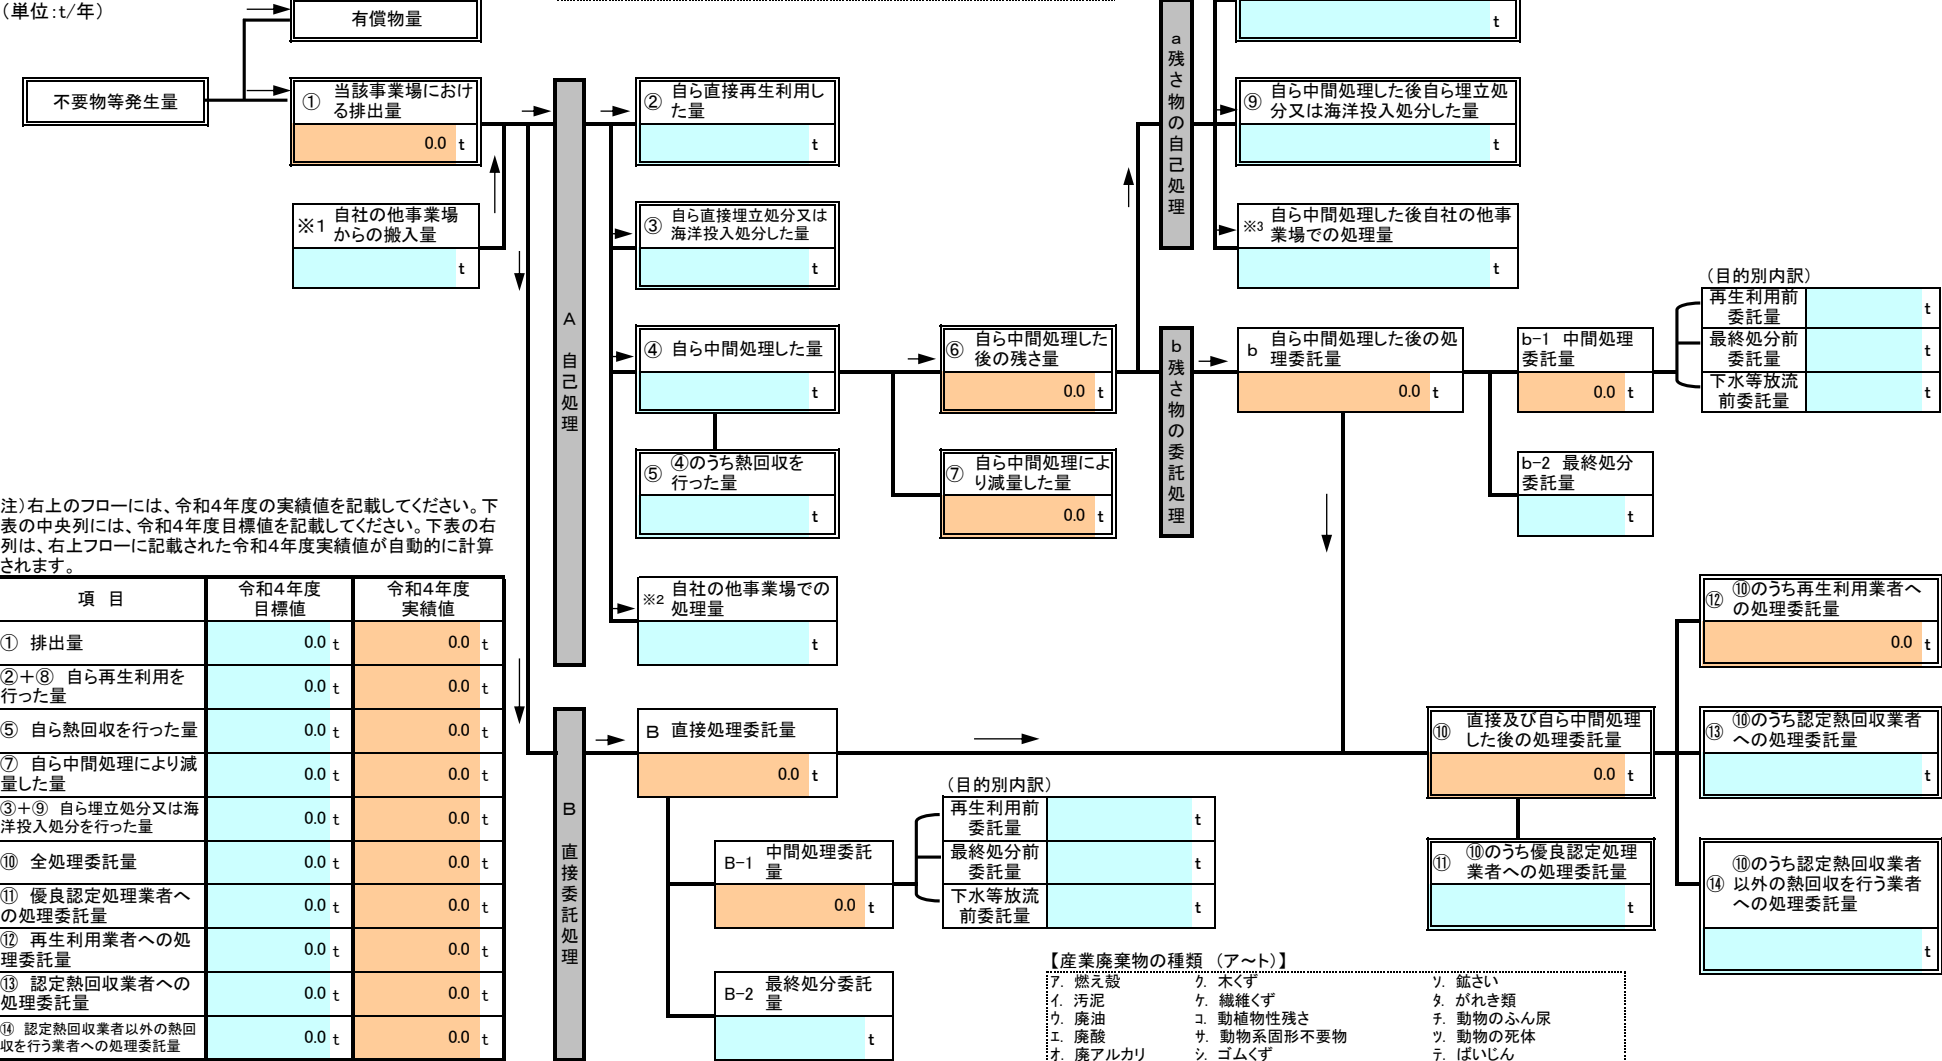 (単位:t/年)
有償物量
不要物等発生量
① 当該事業場におけ
る排出量
0.0 t
※1 自社の他事業場
からの搬入量
t
A 自己処理
② 自ら直接再生利用し
た量
t
③ 自ら直接埋立処分又は
海洋投入処分した量
t
④ 自ら中間処理した量
t
⑤ ④のうち熱回収を
行った量
t
※2 自社の他事業場での
処理量
t
⑥ 自ら中間処理した
後の残さ量
0.0 t
⑦ 自ら中間処理によ
り減量した量
0.0 t
a 残さ物の自己処理
t
⑨ 自ら中間処理した後自ら埋立処
分又は海洋投入処分した量
t
※3 自ら中間処理した後自社の他事
業場での処理量
t
b 残さ物の委託処理
b 自ら中間処理した後の処
理委託量
0.0 t
b-1 中間処理
委託量
0.0 t
(目的別内訳)
再生利用前
委託量
t
最終処分前
委託量
t
下水等放流
前委託量
t
b-2 最終処分
委託量
t
注)右上のフローには、令和4年度の実績値を記載してください。下
表の中央列には、令和4年度目標値を記載してください。下表の右
列は、右上フローに記載された令和4年度実績値が自動的に計算
されます。
項 目
令和4年度
目標値
令和4年度
実績値
① 排出量 0.0 t 0.0 t
②+⑧ 自ら再生利用を
行った量 0.0 t 0.0 t
⑤ 自ら熱回収を行った量 0.0 t 0.0 t
⑦ 自ら中間処理により減
量した量 0.0 t 0.0 t
③+⑨ 自ら埋立処分又は海
洋投入処分を行った量 0.0 t 0.0 t
⑩ 全処理委託量 0.0 t 0.0 t
⑪ 優良認定処理業者へ
の処理委託量 0.0 t 0.0 t
⑫ 再生利用業者への処
理委託量 0.0 t 0.0 t
⑬ 認定熱回収業者への
処理委託量 0.0 t 0.0 t
⑭ 認定熱回収業者以外の熱回
収を行う業者への処理委託量 0.0 t 0.0 t
B 直接委託処理
B 直接処理委託量
0.0 t
B-1 中間処理委託
量
0.0 t
(目的別内訳)
再生利用前
委託量
t
最終処分前
委託量
t
下水等放流
前委託量
t
B-2 最終処分委託
量
t
⑩ 直接及び自ら中間処理
した後の処理委託量
0.0 t
⑪ ⑩のうち優良認定処理
業者への処理委託量
t
⑫ ⑩のうち再生利用業者へ
の処理委託量
0.0 t
⑬ ⑩のうち認定熱回収業者
への処理委託量
t
⑭ ⑩のうち認定熱回収業者
以外の熱回収を行う業者
への処理委託量
t
【産業廃棄物の種類 (ア～ト)】
ア. 燃え殻 ク. 木くず ソ. 鉱さい
イ. 汚泥 ケ. 繊維くず タ. がれき類
ウ. 廃油 コ. 動植物性残さ チ. 動物のふん尿
エ. 廃酸 サ. 動物系固形不要物 ツ. 動物の死体
オ. 廃アルカリ シ. ゴムくず テ. ばいじん